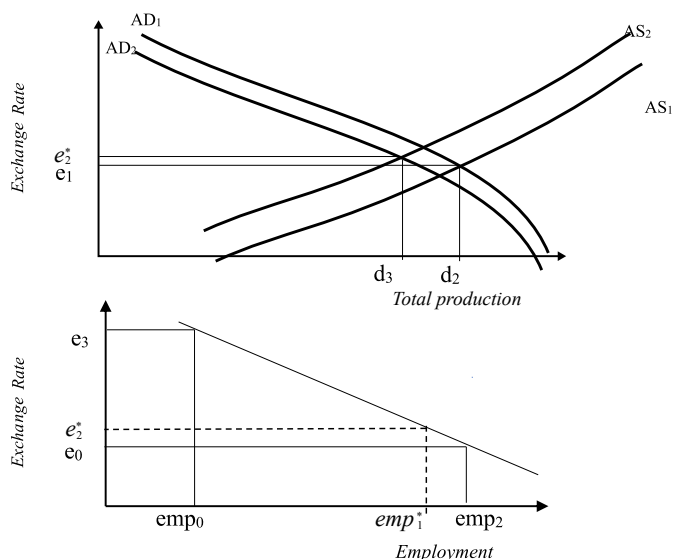 AD₁
AD₂
AS₂
AS₁
Exchange Rate
e₂*
e₁
d₃
d₂
Total production
Exchange Rate
e₃
e₂*
e₀
emp₀
emp₁*
emp₂
Employment